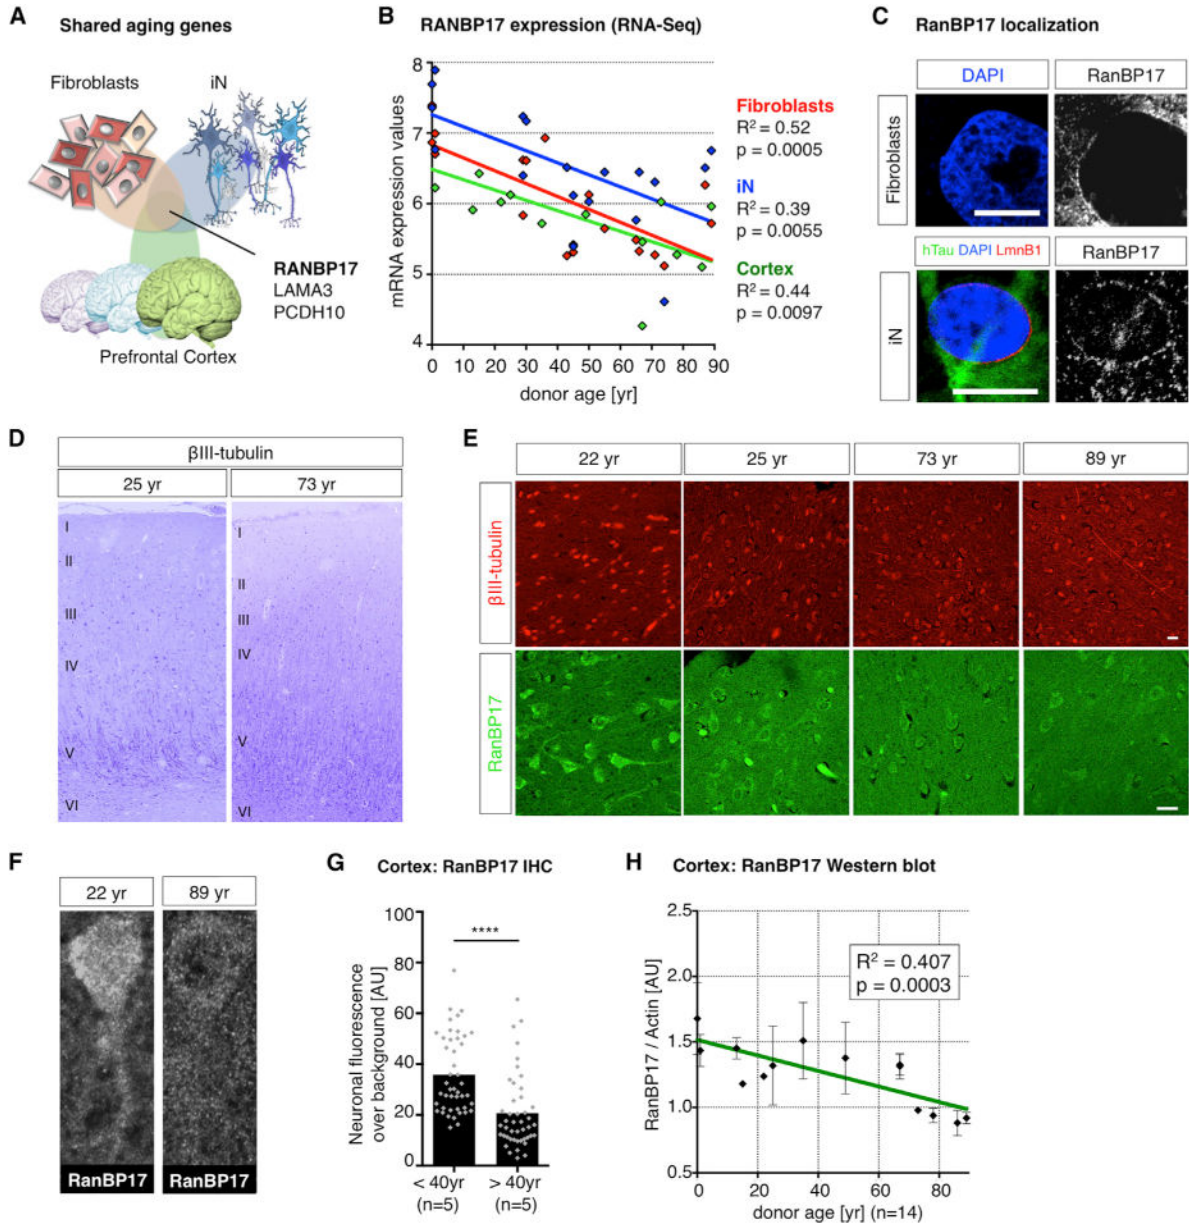 A Shared aging genes
Fibroblasts
iN
RANBP17
LAMA3
PCDH10
Prefrontal Cortex
B RANBP17 expression (RNA-Seq)
mRNA expression values
8
7
6
5
4
0 10 20 30 40 50 60 70 80 90
donor age [yr]
Fibroblasts
R² = 0.52
p = 0.0005
iN
R² = 0.39
p = 0.0055
Cortex
R² = 0.44
p = 0.0097
C RanBP17 localization
DAPI RanBP17
Fibroblasts
hTau DAPI LmnB1 RanBP17
iN
D
βIII-tubulin
25 yr 73 yr
I
II
III
IV
V
VI
I
II
III
IV
V
VI
E
22 yr 25 yr 73 yr 89 yr
βIII-tubulin
RanBP17
F
22 yr 89 yr
RanBP17 RanBP17
G Cortex: RanBP17 IHC
Neuronal fluorescence
over background [AU]
100
80
60
40
20
0
****
< 40yr > 40yr
(n=5) (n=5)
H Cortex: RanBP17 Western blot
RanBP17 / Actin [AU]
2.5
2.0
1.5
1.0
0.5
R² = 0.407
p = 0.0003
0 20 40 60 80
donor age [yr] (n=14)